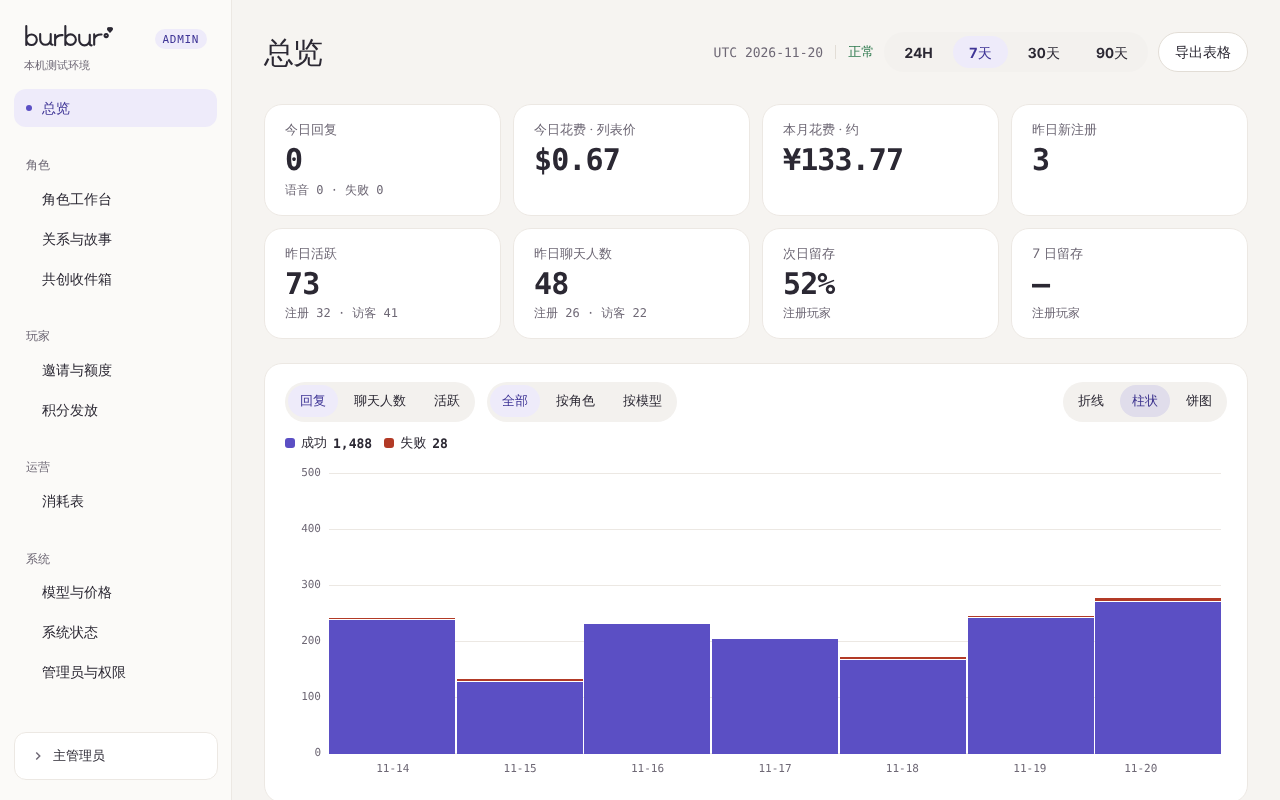 burbur
ADMIN
本机测试环境
总览
角色
角色工作台
关系与故事
共创收件箱
玩家
邀请与额度
积分发放
运营
消耗表
系统
模型与价格
系统状态
管理员与权限
主管理员
总览
UTC 2026-11-20
正常
24H
7天
30天
90天
导出表格
今日回复
0
语音 0 · 失败 0
今日花费 · 列表价
$0.67
本月花费 · 约
¥133.77
昨日新注册
3
昨日活跃
73
注册 32 · 访客 41
昨日聊天人数
48
注册 26 · 访客 22
次日留存
52%
注册玩家
7 日留存
—
注册玩家
回复
聊天人数
活跃
全部
按角色
按模型
折线
柱状
饼图
成功 1,488
失败 28
500
400
300
200
100
0
11-14
11-15
11-16
11-17
11-18
11-19
11-20